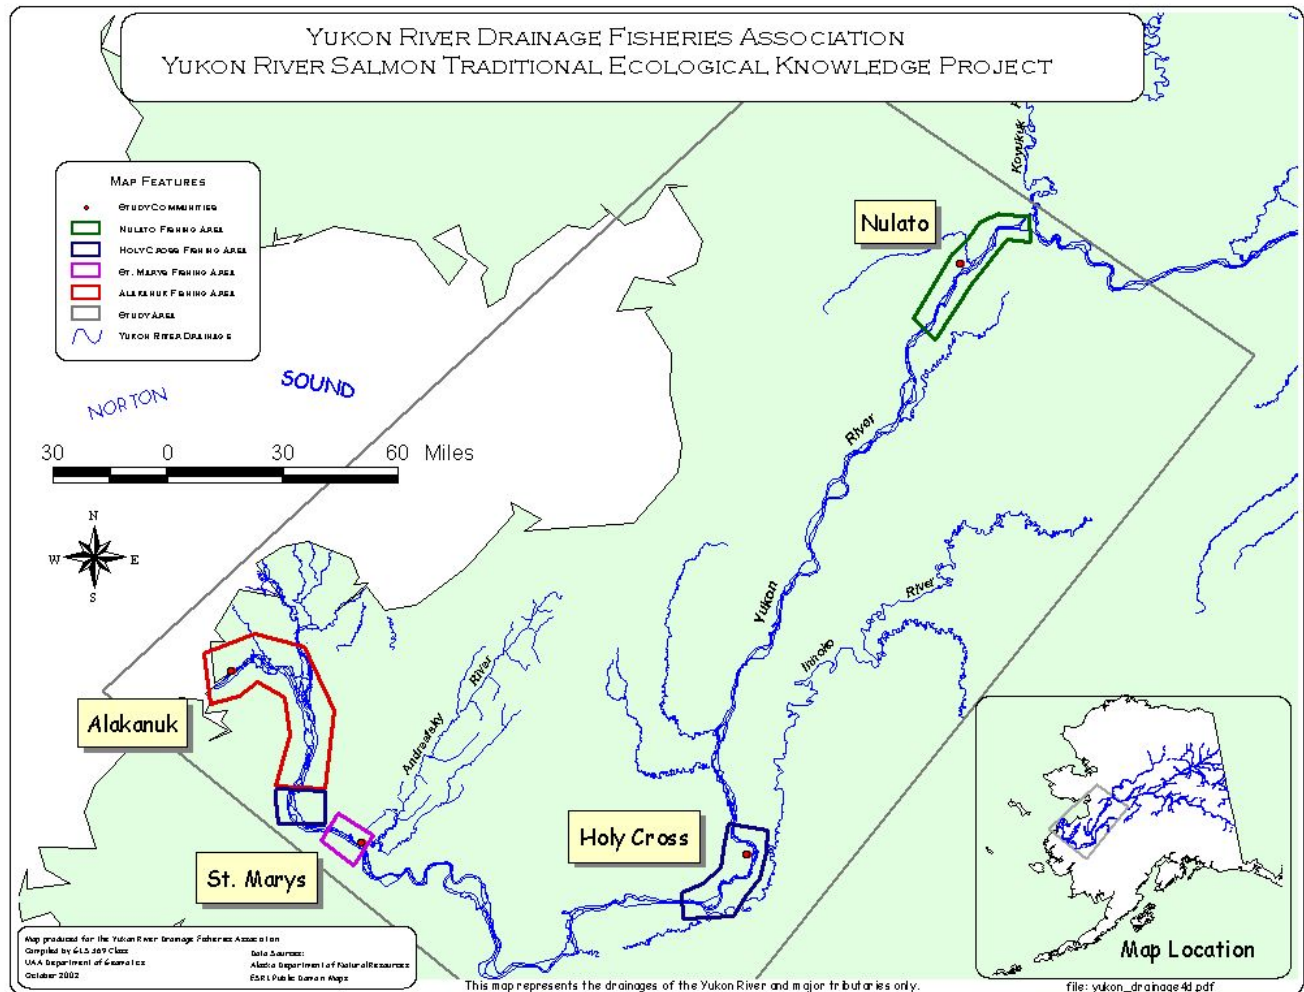 YUKON RIVER DRAINAGE FISHERIES ASSOCIATION
YUKON RIVER SALMON TRADITIONAL ECOLOGICAL KNOWLEDGE PROJECT
MAP FEATURES
STUDY COMMUNITIES
NULATO FISHING AREA
HOLY CROSS FISHING AREA
ST. MARYS FISHING AREA
ALAKANUK FISHING AREA
STUDY AREA
YUKON RIVER DRAINAGE
Koyukuk
Nulato
NORTON SOUND
30 0 30 60 Miles
N
W E
S
River
Yukon
River
Innoko
River
Andreafsky
Alakanuk
Holy Cross
St. Marys
Map Location
Map produced for the Yukon River Drainage Fisheries Association
Compiled by GIS 369 Class
UAA Department of Geomatics
October 2002
Data Sources:
Alaska Department of Natural Resources
ESRI Public Domain Maps
This map represents the drainages of the Yukon River and major tributaries only.
file: yukon_drainage4d.pdf